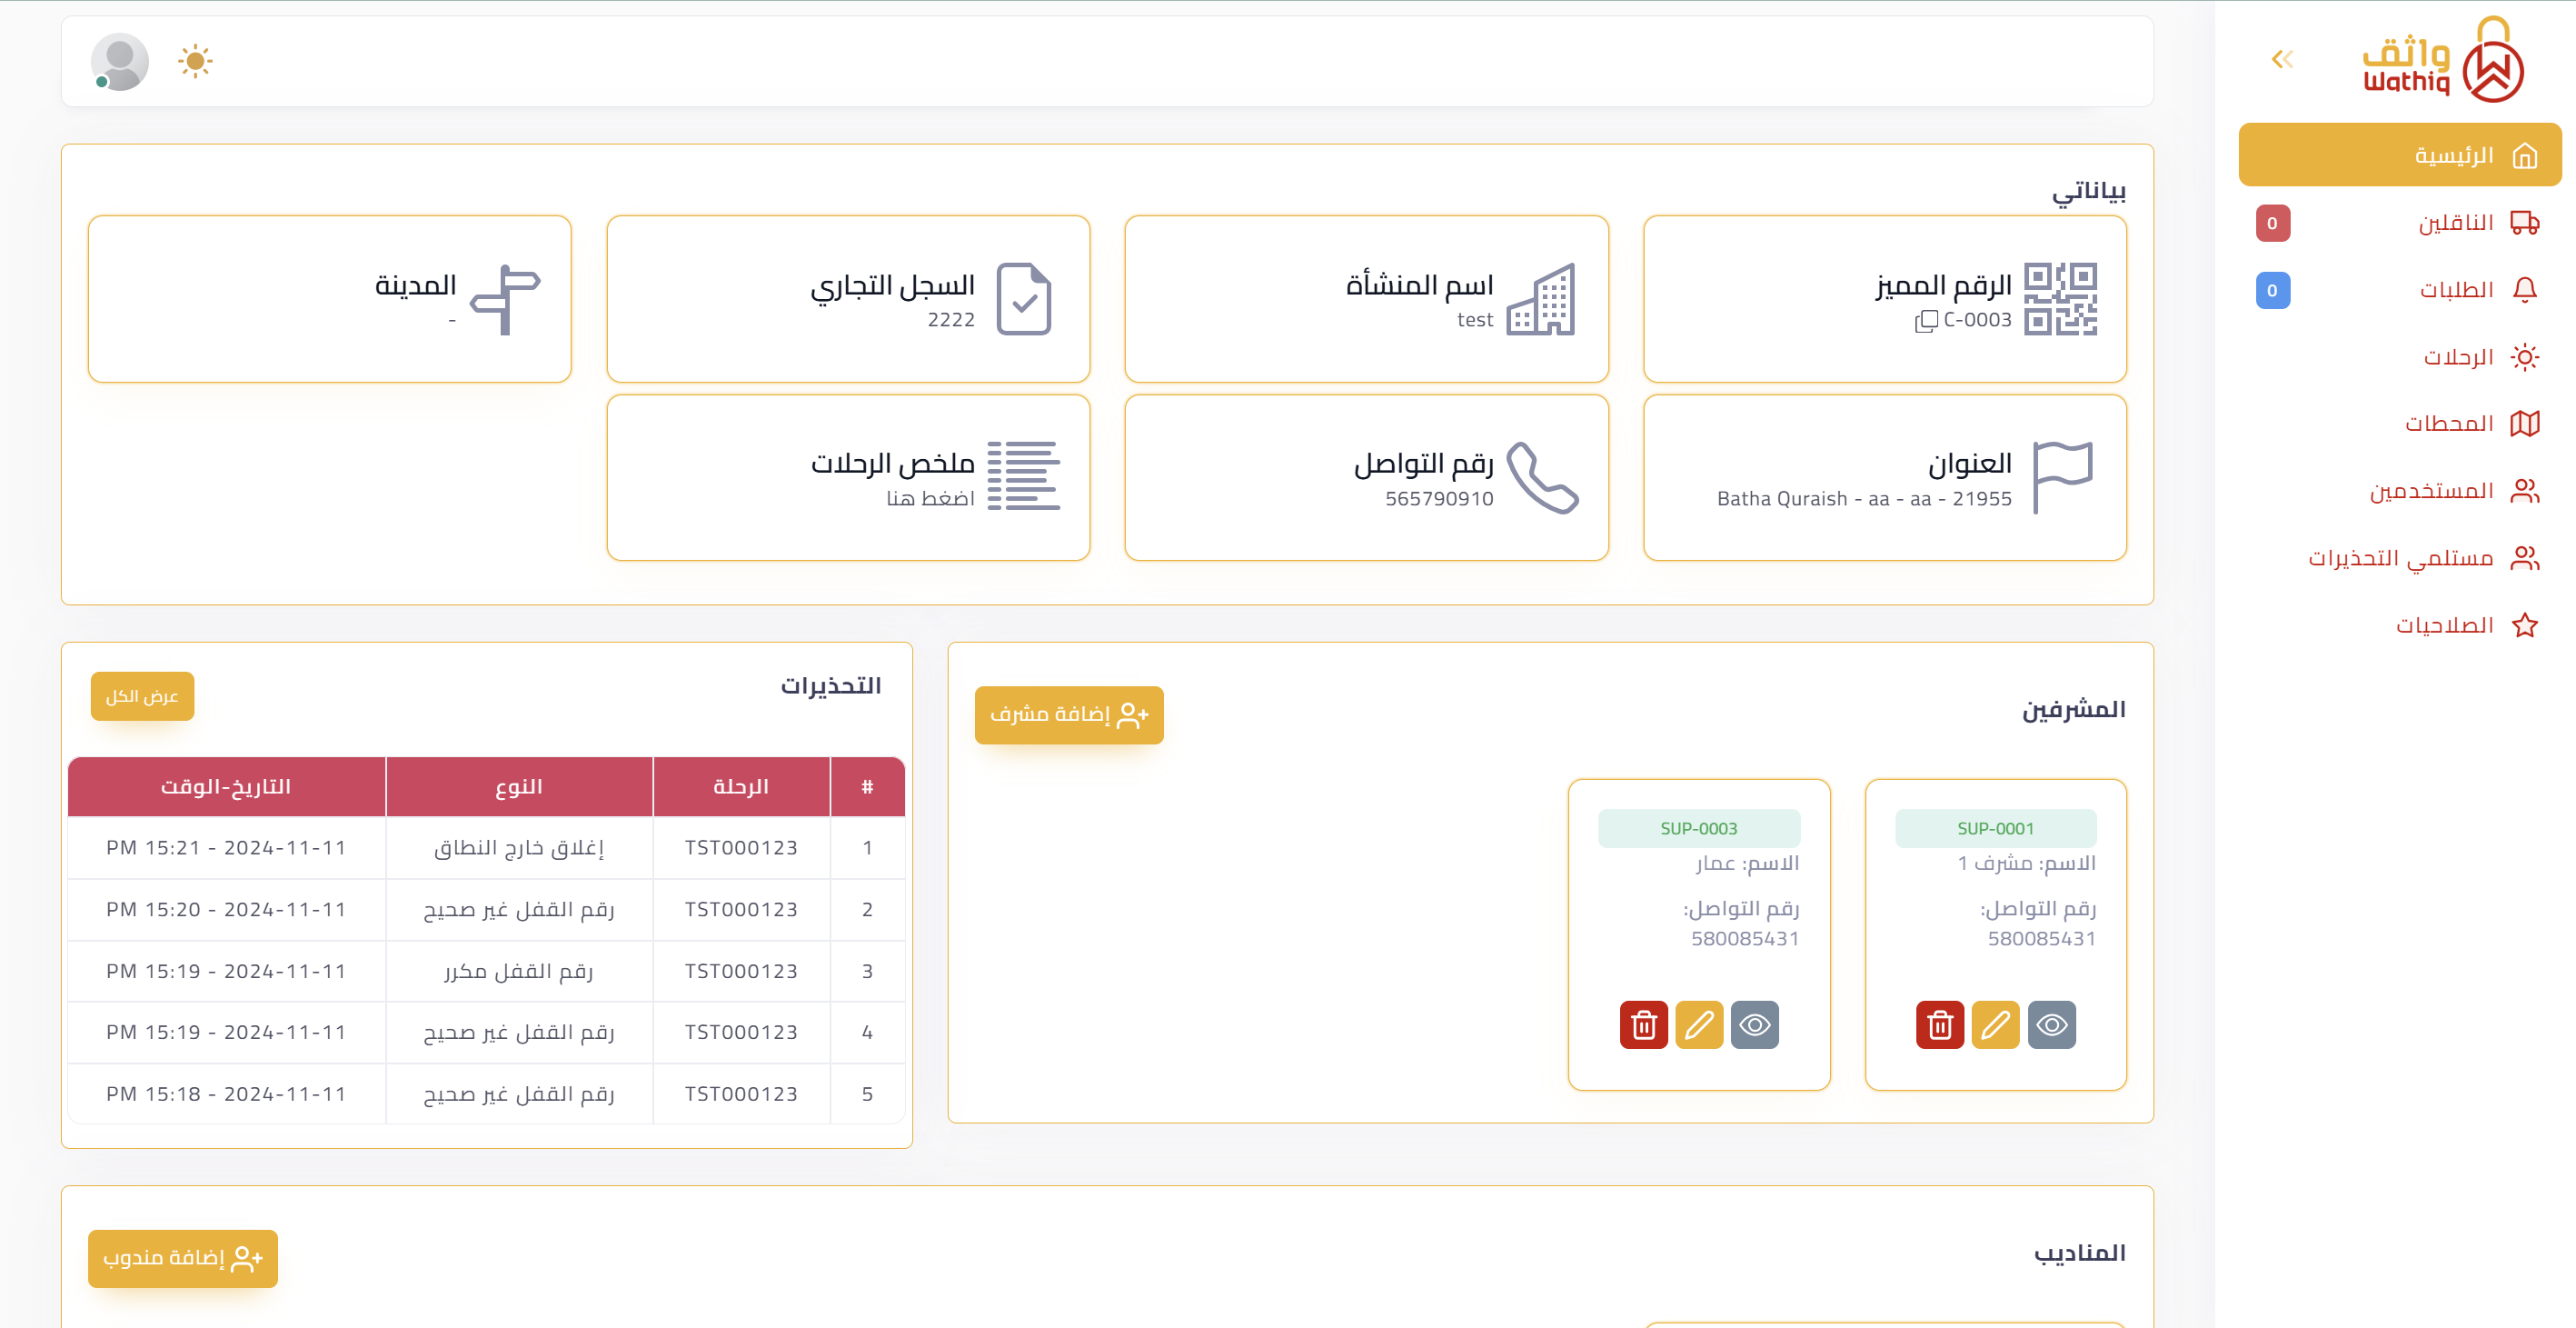 واثق
Wathiq
الرئيسية
الناقلين 0
الطلبات 0
الرحلات
المحطات
المستخدمين
مستلمي التحذيرات
الصلاحيات
بياناتي
الرقم المميز
C-0003
اسم المنشأة
test
السجل التجاري
2222
المدينة
-
العنوان
Batha Quraish - aa - aa - 21955
رقم التواصل
565790910
ملخص الرحلات
اضغط هنا
المشرفين
إضافة مشرف
SUP-0001
الاسم: مشرف 1
رقم التواصل:
580085431
SUP-0003
الاسم: عمار
رقم التواصل:
580085431
التحذيرات
عرض الكل
# الرحلة النوع التاريخ-الوقت
1 TST000123 إغلاق خارج النطاق 2024-11-11 - 15:21 PM
2 TST000123 رقم القفل غير صحيح 2024-11-11 - 15:20 PM
3 TST000123 رقم القفل مكرر 2024-11-11 - 15:19 PM
4 TST000123 رقم القفل غير صحيح 2024-11-11 - 15:19 PM
5 TST000123 رقم القفل غير صحيح 2024-11-11 - 15:18 PM
المناديب
إضافة مندوب